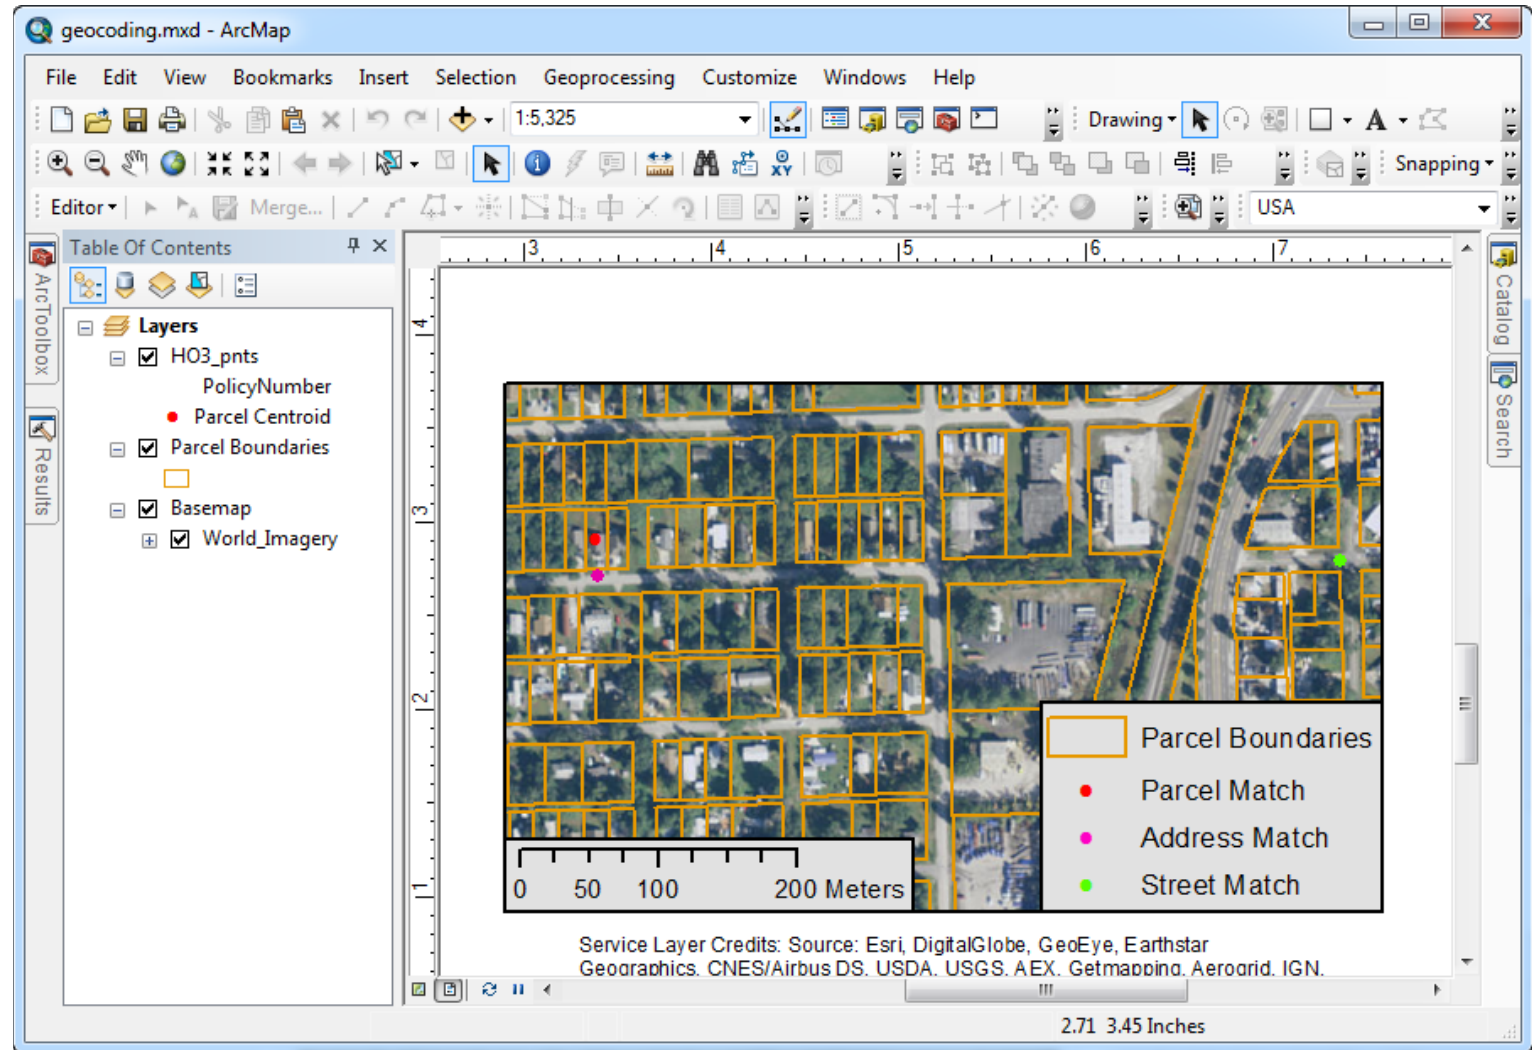 geocoding.mxd - ArcMap
File Edit View Bookmarks Insert Selection Geoprocessing Customize Windows Help
1:5,325
Drawing
A
XY
Snapping
Editor
Merge...
USA
Table Of Contents
ArcToolbox
Results
Layers
HO3_pnts
PolicyNumber
Parcel Centroid
Parcel Boundaries
Basemap
World_Imagery
3 4 5 6 7
4
3
2
1
Parcel Boundaries
Parcel Match
Address Match
Street Match
0 50 100 200 Meters
Service Layer Credits: Source: Esri, DigitalGlobe, GeoEye, Earthstar
Geographics, CNES/Airbus DS, USDA, USGS, AEX, Getmapping, Aerogrid, IGN,
Catalog
Search
2.71 3.45 Inches